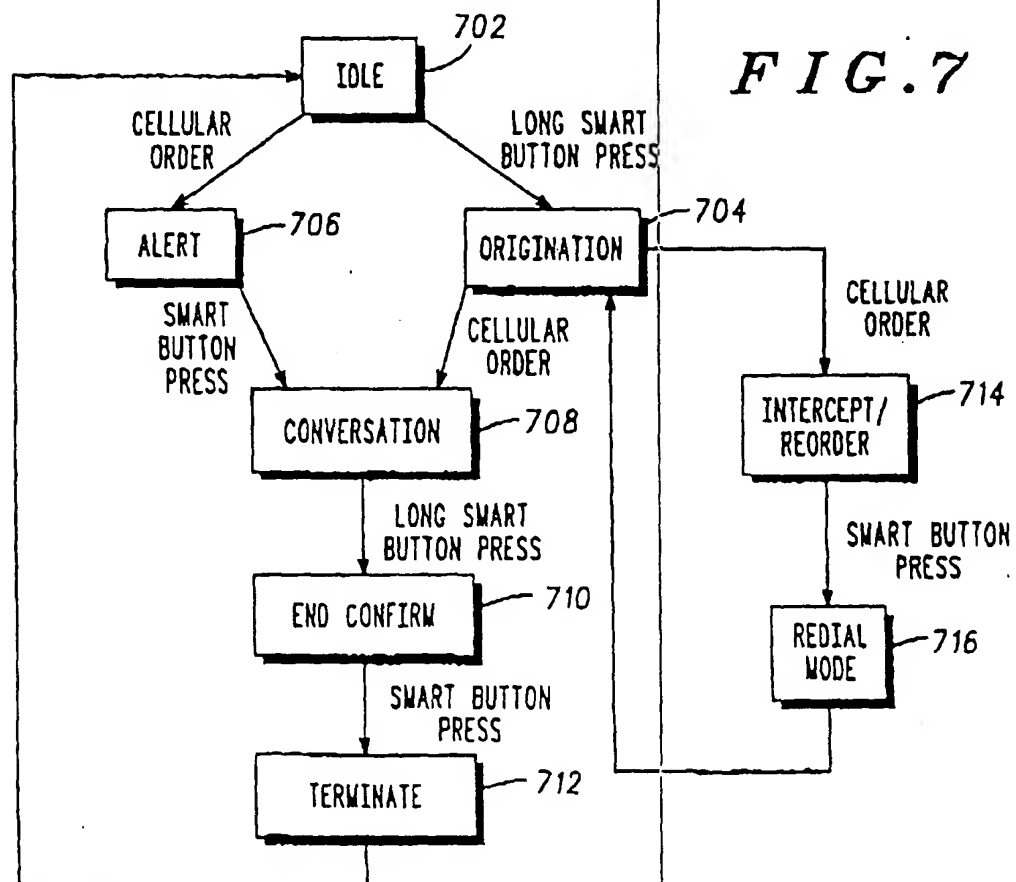 FIG.7
IDLE
702
CELLULAR
ORDER
LONG SMART
BUTTON PRESS
ALERT
706
ORIGINATION
704
SMART
BUTTON
PRESS
CELLULAR
ORDER
CELLULAR
ORDER
CONVERSATION
708
INTERCEPT/
REORDER
714
LONG SMART
BUTTON PRESS
SMART BUTTON
PRESS
END CONFIRM
710
REDIAL
MODE
716
SMART BUTTON
PRESS
TERMINATE
712